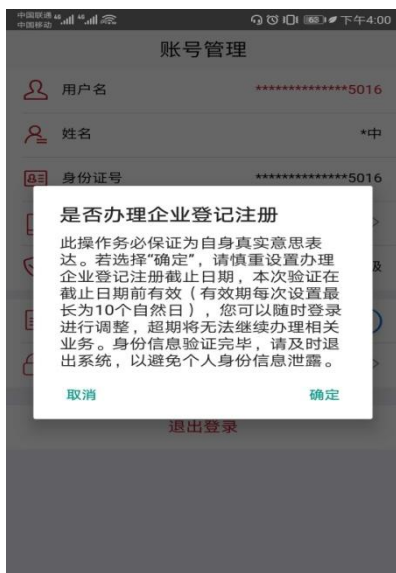 中国联通
中国移动
46 46
63
下午4:00
账号管理
用户名
**************5016
姓名
*中
身份证号
**************5016
是否办理企业登记注册
此操作务必保证为自身真实意思表
达。若选择“确定”，请慎重设置办理
企业登记注册截止日期，本次验证在
截止日期前有效（有效期每次设置最
长为10个自然日），您可以随时登录
进行调整，超期将无法继续办理相关
业务。身份信息验证完毕，请及时退
出系统，以避免个人身份信息泄露。
级
取消
确定
退出登录